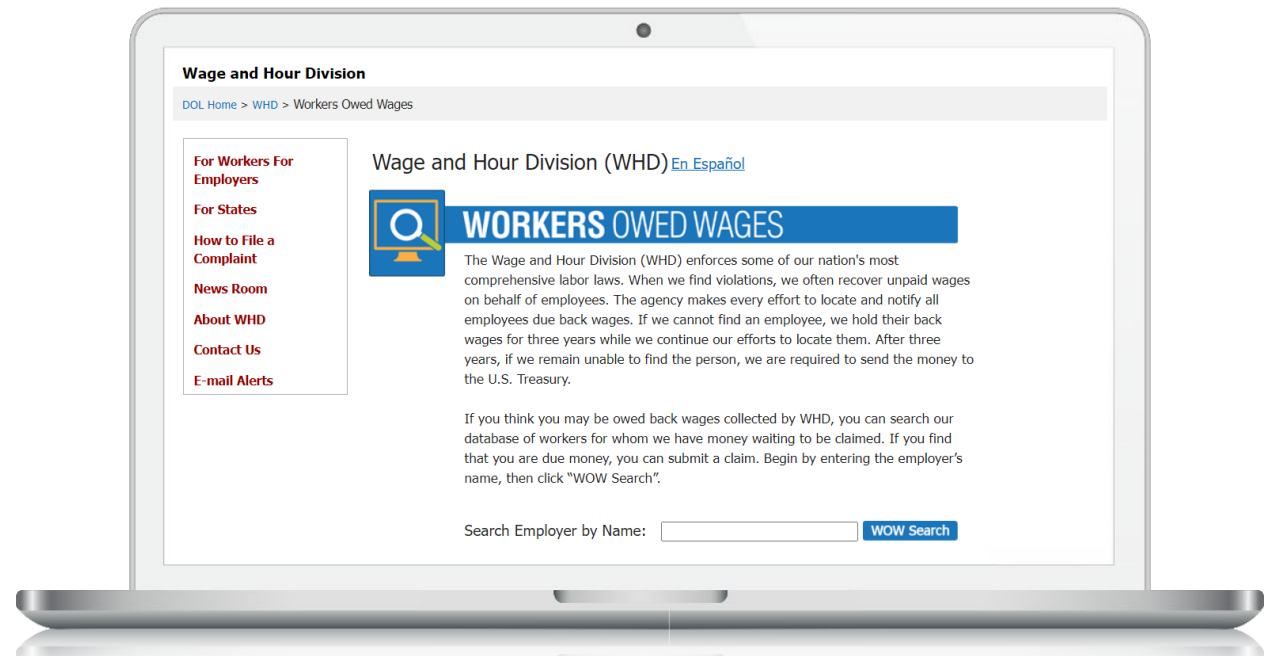 Wage and Hour Division
DOL Home > WHD > Workers Owed Wages
For Workers For
Employers
For States
How to File a
Complaint
News Room
About WHD
Contact Us
E-mail Alerts
Wage and Hour Division (WHD) En Español
WORKERS OWED WAGES
The Wage and Hour Division (WHD) enforces some of our nation's most
comprehensive labor laws. When we find violations, we often recover unpaid wages
on behalf of employees. The agency makes every effort to locate and notify all
employees due back wages. If we cannot find an employee, we hold their back
wages for three years while we continue our efforts to locate them. After three
years, if we remain unable to find the person, we are required to send the money to
the U.S. Treasury.
If you think you may be owed back wages collected by WHD, you can search our
database of workers for whom we have money waiting to be claimed. If you find
that you are due money, you can submit a claim. Begin by entering the employer’s
name, then click “WOW Search”.
Search Employer by Name: WOW Search